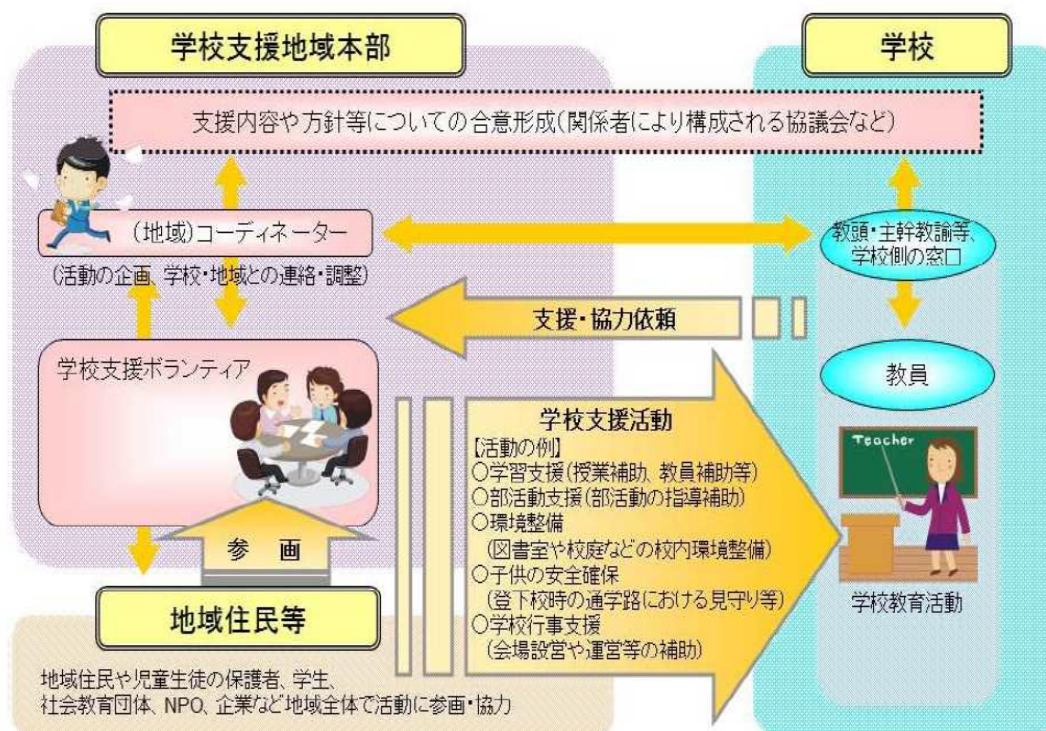 学校支援地域本部
学校
支援内容や方針等についての合意形成(関係者により構成される協議会など)
(地域)コーディネーター
(活動の企画、学校・地域との連絡・調整)
教頭・主幹教諭等、
学校側の窓口
支援・協力依頼
学校支援ボランティア
教員
学校支援活動
【活動の例】
○学習支援(授業補助、教員補助等)
○部活動支援(部活動の指導補助)
○環境整備
(図書室や校庭などの校内環境整備)
○子供の安全確保
(登下校時の通学路における見守り等)
○学校行事支援
(会場設営や運営等の補助)
Teacher
学校教育活動
参 画
地域住民等
地域住民や児童生徒の保護者、学生、
社会教育団体、NPO、企業など地域全体で活動に参画・協力